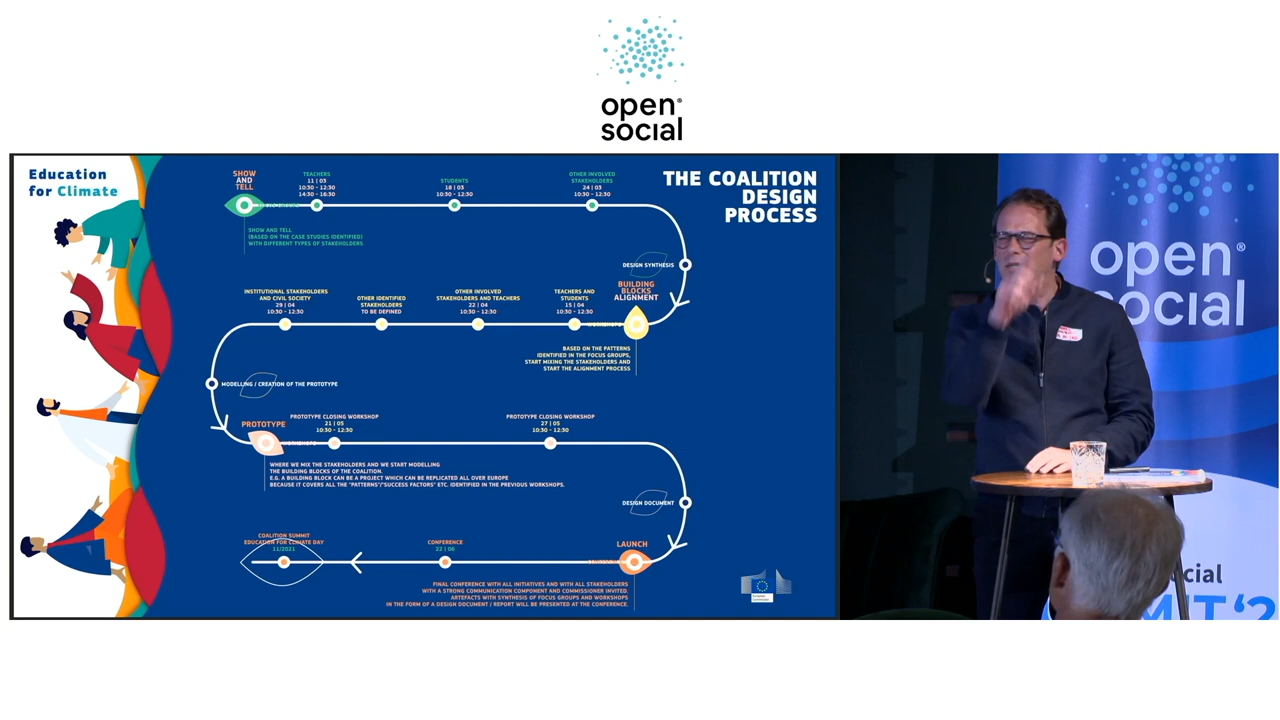 open®
social
Education
for Climate
THE COALITION
DESIGN
PROCESS
SHOW
AND
TELL
TEACHERS
11 | 03
10:30 - 12:30
14:30 - 16:30
STUDENTS
18 | 03
10:30 - 12:30
OTHER INVOLVED
STAKEHOLDERS
24 | 03
10:30 - 12:30
SHOW AND TELL
(BASED ON THE CASE STUDIES IDENTIFIED)
WITH DIFFERENT TYPES OF STAKEHOLDERS
DESIGN SYNTHESIS
BUILDING
BLOCKS
ALIGNMENT
WORKSHOPS
TEACHERS AND
STUDENTS
15 | 04
10:30 - 12:30
OTHER INVOLVED
STAKEHOLDERS AND TEACHERS
22 | 04
10:30 - 12:30
OTHER IDENTIFIED
STAKEHOLDERS
TO BE DEFINED
INSTITUTIONAL STAKEHOLDERS
AND CIVIL SOCIETY
29 | 04
10:30 - 12:30
BASED ON THE PATTERNS
IDENTIFIED IN THE FOCUS GROUPS,
START MIXING THE STAKEHOLDERS AND
START THE ALIGNMENT PROCESS
MODELLING / CREATION OF THE PROTOTYPE
PROTOTYPE
WORKSHOPS
PROTOTYPE CLOSING WORKSHOP
21 | 05
10:30 - 12:30
PROTOTYPE CLOSING WORKSHOP
27 | 05
10:30 - 12:30
WHERE WE MIX THE STAKEHOLDERS AND WE START MODELLING
THE BUILDING BLOCKS OF THE COALITION.
E.G. A BUILDING BLOCK CAN BE A PROJECT WHICH CAN BE REPLICATED ALL OVER EUROPE
BECAUSE IT COVERS ALL THE "PATTERNS"/"SUCCESS FACTORS" ETC. IDENTIFIED IN THE PREVIOUS WORKSHOPS.
DESIGN DOCUMENT
LAUNCH
CONFERENCE
22 | 06
COALITION SUMMIT
EDUCATION FOR CLIMATE DAY
11/2021
FINAL CONFERENCE WITH ALL INITIATIVES AND WITH ALL STAKEHOLDERS
WITH A STRONG COMMUNICATION COMPONENT AND COMMISSIONER INVITED.
ARTEFACTS WITH SYNTHESIS OF FOCUS GROUPS AND WORKSHOPS
IN THE FORM OF A DESIGN DOCUMENT / REPORT WILL BE PRESENTED AT THE CONFERENCE.
European
Commission
open®
social
cial
MIT '2